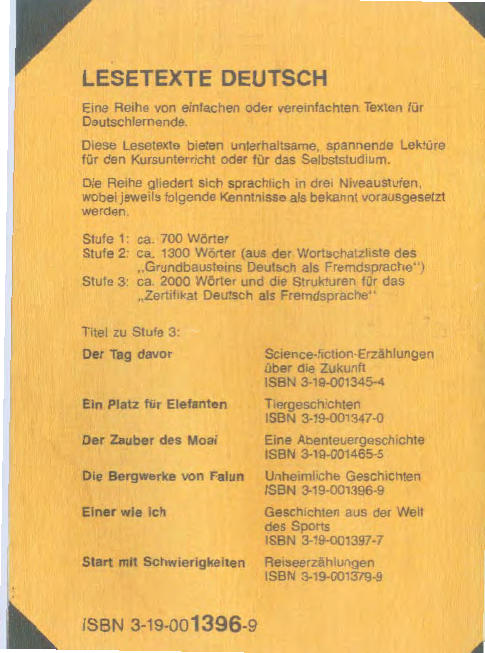 LESETEXTE DEUTSCH
Eine Reihe von einfachen oder vereinfachten Texten für
Deutschlernende.
Diese Lesetexte bieten unterhaltsame, spannende Lektüre
für den Kursunterricht oder für das Selbststudium.
Die Reihe gliedert sich sprachlich in drei Niveaustufen,
wobei jeweils folgende Kenntnisse als bekannt vorausgesetzt
werden.
Stufe 1: ca. 700 Wörter
Stufe 2: ca. 1300 Wörter (aus der Wortschatzliste des
„Grundbausteins Deutsch als Fremdsprache“)
Stufe 3: ca. 2000 Wörter und die Strukturen für das
„Zertifikat Deutsch als Fremdsprache“
Titel zu Stufe 3:
Der Tag davor Science-fiction-Erzählungen
über die Zukunft
ISBN 3-19-001345-4
Ein Platz für Elefanten Tiergeschichten
ISBN 3-19-001347-0
Der Zauber des Moai Eine Abenteuergeschichte
ISBN 3-19-001465-5
Die Bergwerke von Falun Unheimliche Geschichten
ISBN 3-19-001396-9
Einer wie ich Geschichten aus der Welt
des Sports
ISBN 3-19-001397-7
Start mit Schwierigkeiten Reiseerzählungen
ISBN 3-19-001379-9
ISBN 3-19-001396-9